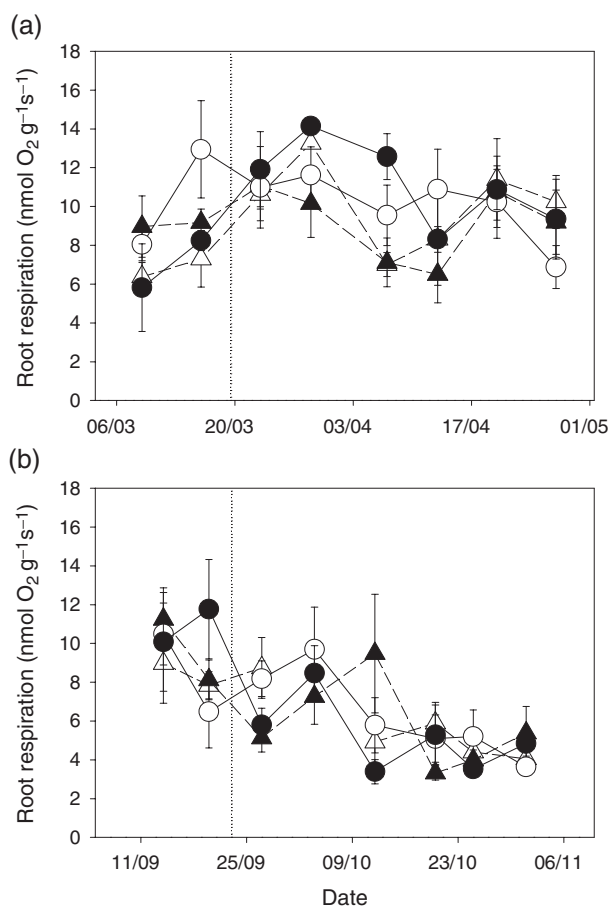 (a)
18
16
14
12
10
8
6
4
2
0
Root respiration (nmol O₂ g⁻¹s⁻¹)
06/03 20/03 03/04 17/04 01/05
(b)
18
16
14
12
10
8
6
4
2
0
Root respiration (nmol O₂ g⁻¹s⁻¹)
11/09 25/09 09/10 23/10 06/11
Date